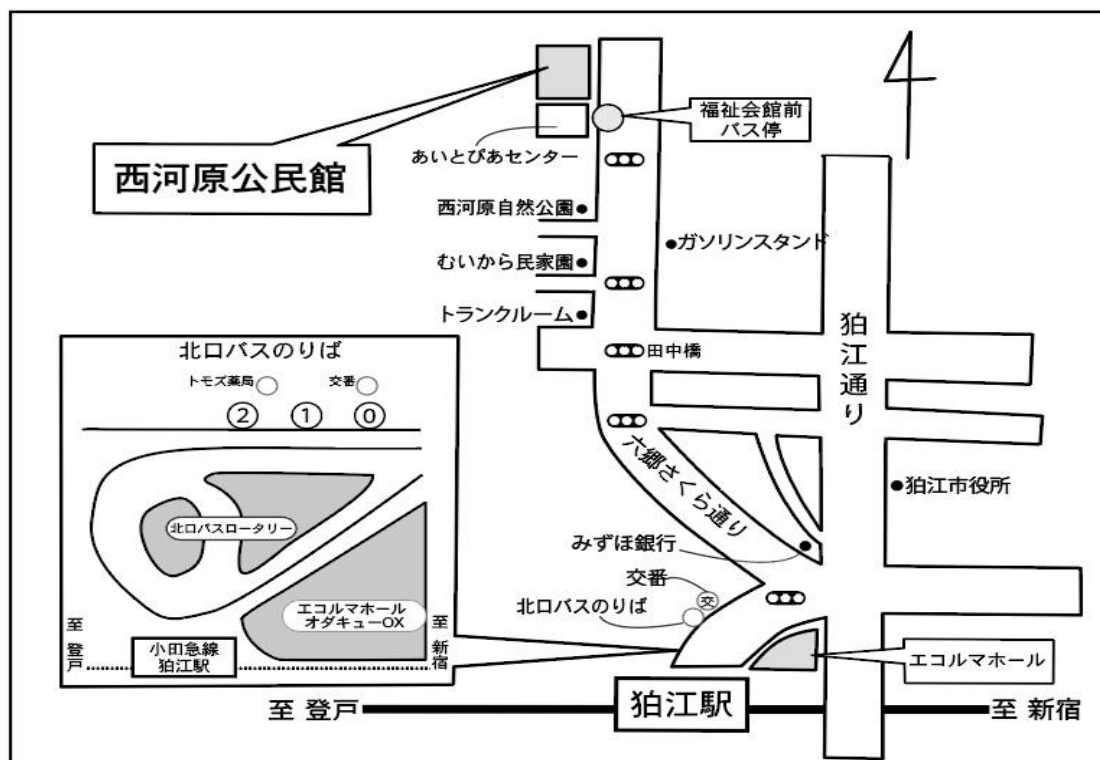 福祉会館前
バス停
あいとぴあセンター
西河原公民館
西河原自然公園
ガソリンスタンド
むいから民家園
トランクルーム
田中橋
狛江通り
北口バスのりば
トモズ薬局
交番
2
1
0
六郷さくら通り
狛江市役所
北口バスロータリー
みずほ銀行
交番
交
北口バスのりば
エコルマホール
オダキューOX
至 登戸
小田急線
狛江駅
至 新宿
エコルマホール
至 登戸
狛江駅
至 新宿